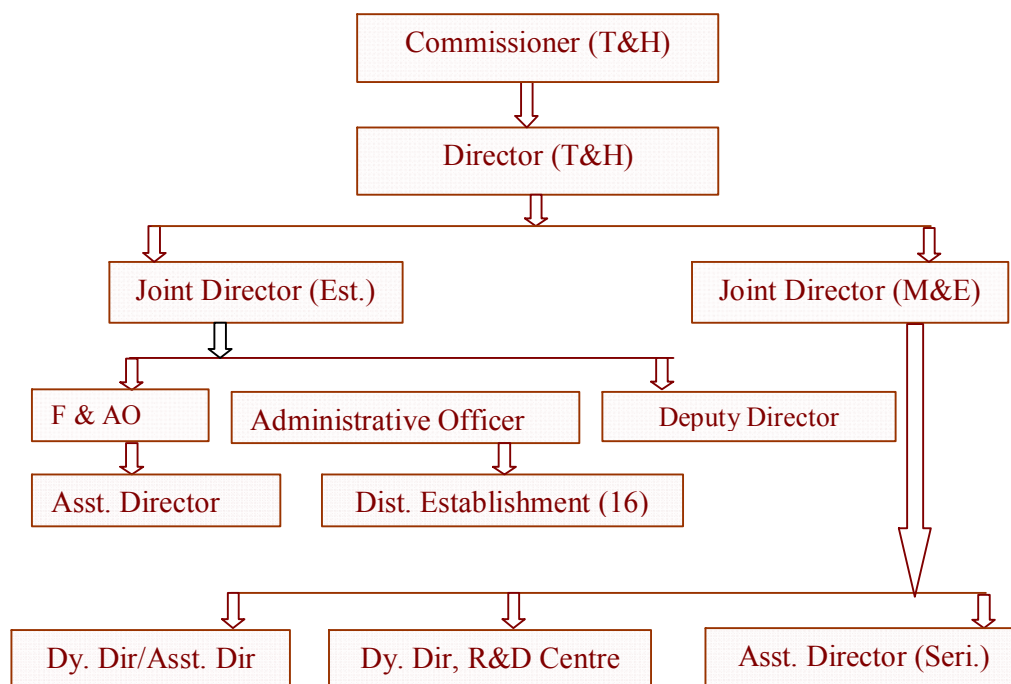 Commissioner (T&H)
Director (T&H)
Joint Director (Est.)
Joint Director (M&E)
F & AO
Administrative Officer
Deputy Director
Asst. Director
Dist. Establishment (16)
Dy. Dir/Asst. Dir
Dy. Dir, R&D Centre
Asst. Director (Seri.)